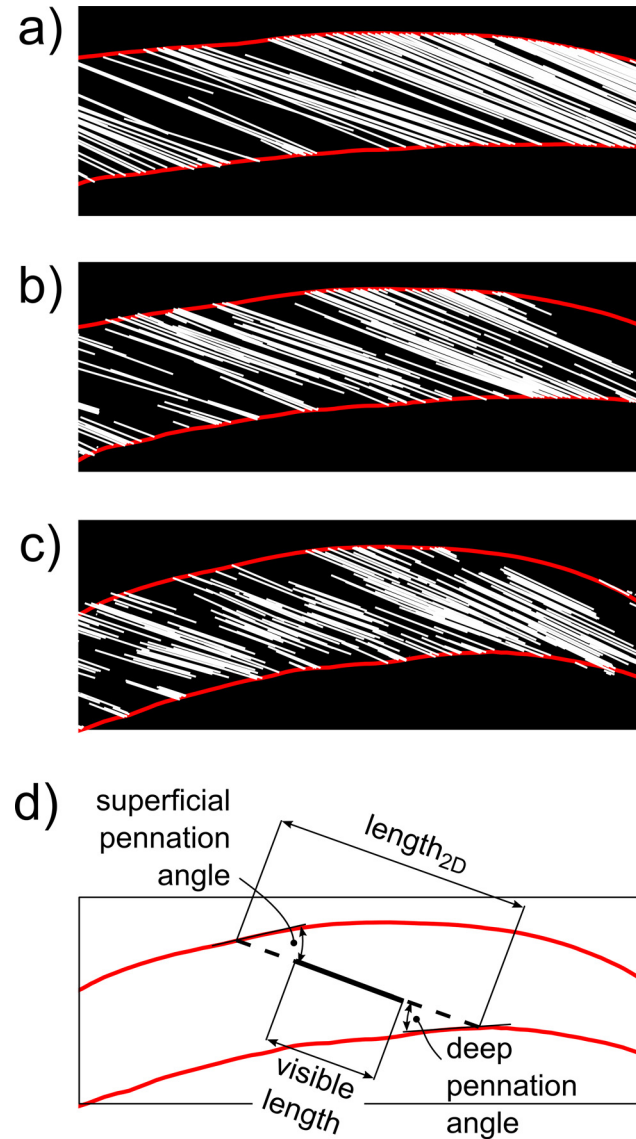 a)
b)
c)
d)
superficial
pennation
angle
length2D
visible
length
deep
pennation
angle